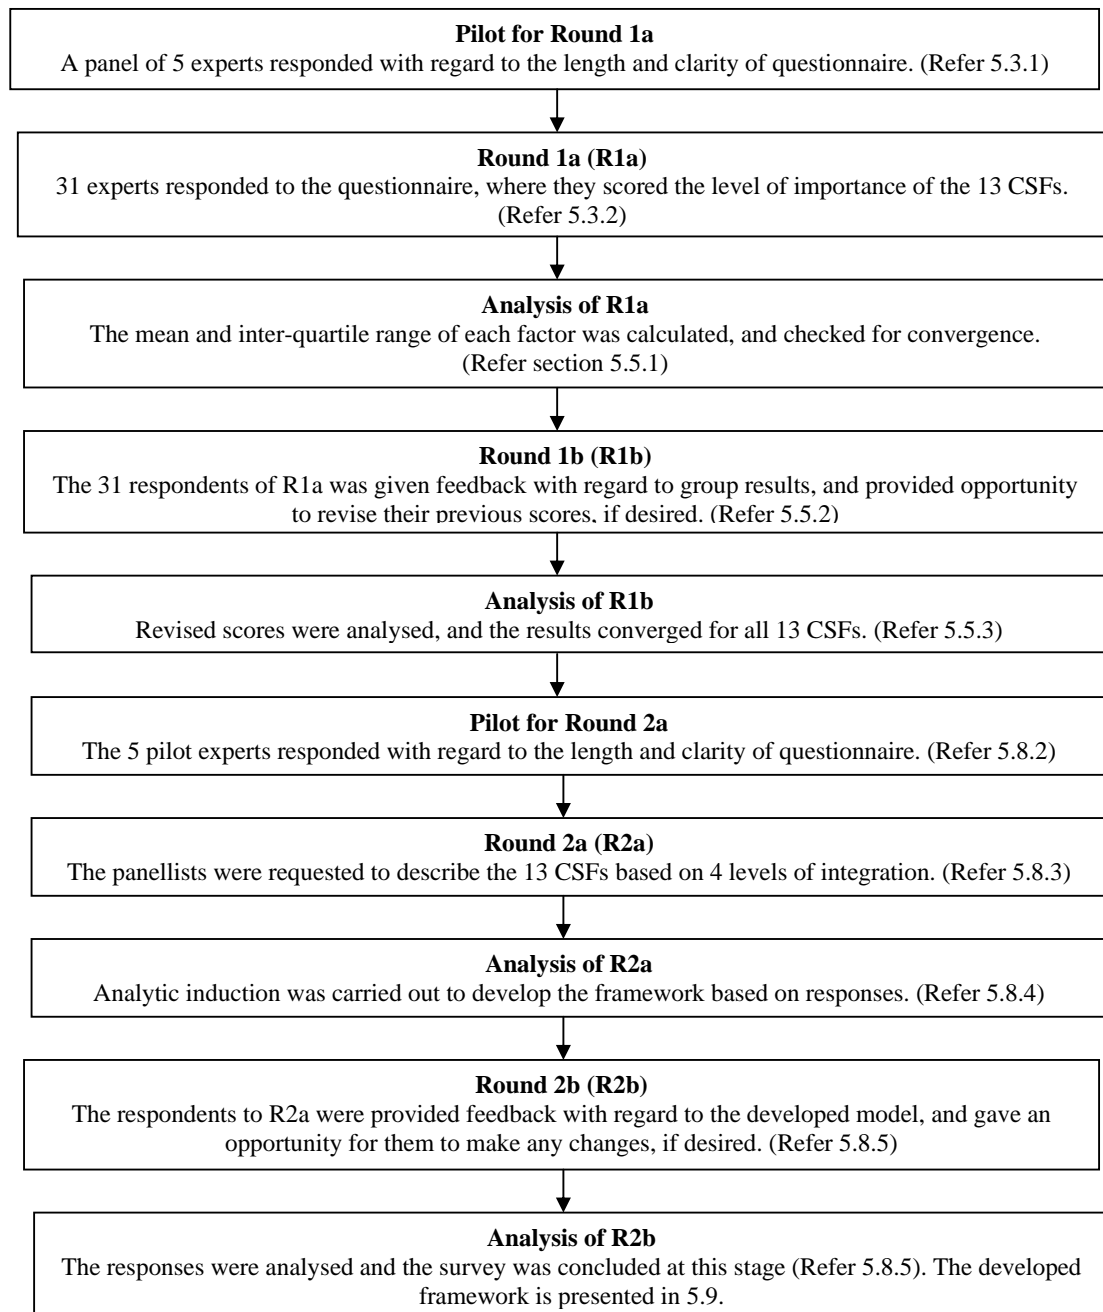 Pilot for Round 1a
A panel of 5 experts responded with regard to the length and clarity of questionnaire. (Refer 5.3.1)
Round 1a (R1a)
31 experts responded to the questionnaire, where they scored the level of importance of the 13 CSFs.
(Refer 5.3.2)
Analysis of R1a
The mean and inter-quartile range of each factor was calculated, and checked for convergence.
(Refer section 5.5.1)
Round 1b (R1b)
The 31 respondents of R1a was given feedback with regard to group results, and provided opportunity
to revise their previous scores, if desired. (Refer 5.5.2)
Analysis of R1b
Revised scores were analysed, and the results converged for all 13 CSFs. (Refer 5.5.3)
Pilot for Round 2a
The 5 pilot experts responded with regard to the length and clarity of questionnaire. (Refer 5.8.2)
Round 2a (R2a)
The panellists were requested to describe the 13 CSFs based on 4 levels of integration. (Refer 5.8.3)
Analysis of R2a
Analytic induction was carried out to develop the framework based on responses. (Refer 5.8.4)
Round 2b (R2b)
The respondents to R2a were provided feedback with regard to the developed model, and gave an
opportunity for them to make any changes, if desired. (Refer 5.8.5)
Analysis of R2b
The responses were analysed and the survey was concluded at this stage (Refer 5.8.5). The developed
framework is presented in 5.9.